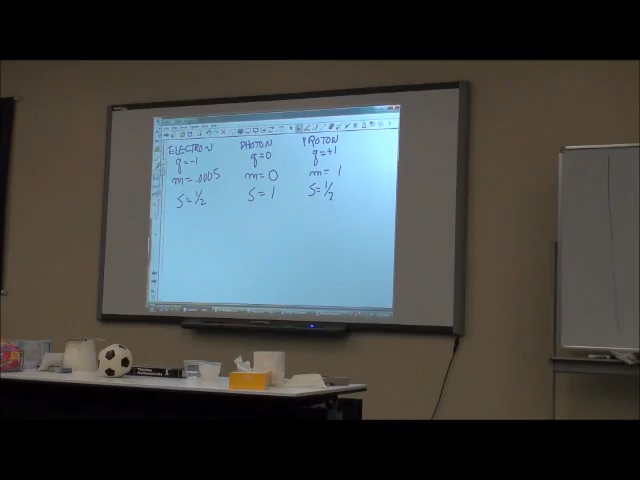 ELECTRON PHOTON PROTON
q=-1 q=0 q=+1
m=.0005 m=0 m=1
S=1/2 S=1 S=1/2